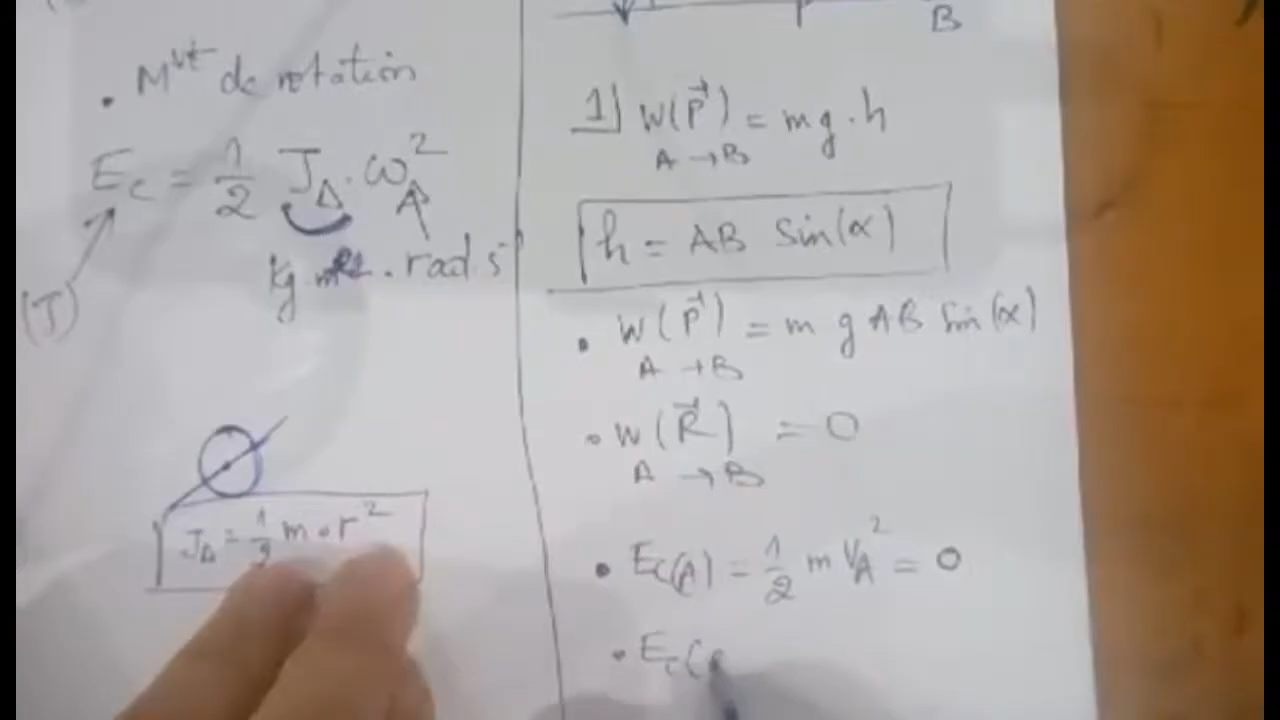 • Mvt de rotation
Ec = 1/2 JΔ . ωA²
kg . rad s
(J)
JΔ = 1/2 m . r²
B
1) W(P⃗) = mg . h
A → B
h = AB Sin(α)
• W(P⃗) = m g AB Sin(α)
A → B
• W(R⃗) = 0
A → B
• Ec(A) = 1/2 m VA² = 0
• Ec(